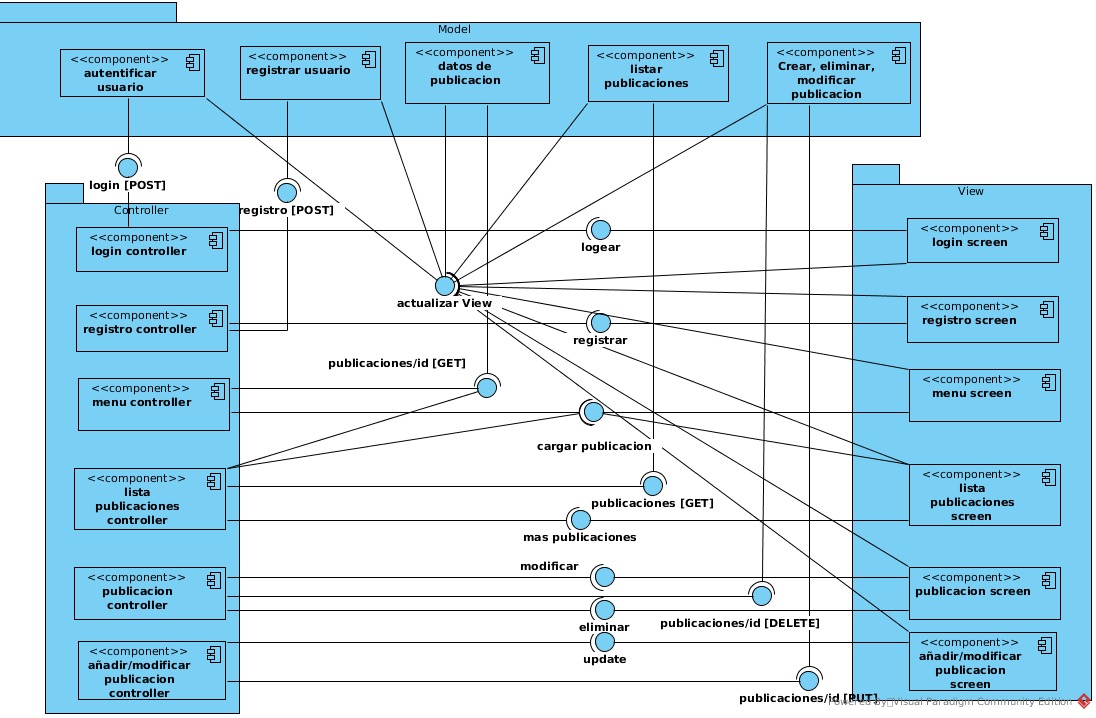 Model
<<component>>
autentificar
usuario
<<component>>
registrar usuario
<<component>>
datos de
publicacion
<<component>>
listar
publicaciones
<<component>>
Crear, eliminar,
modificar
publicacion
login [POST]
registro [POST]
Controller
<<component>>
login controller
<<component>>
registro controller
<<component>>
menu controller
<<component>>
lista
publicaciones
controller
<<component>>
publicacion
controller
<<component>>
añadir/modificar
publicacion
controller
logear
actualizar View
registrar
publicaciones/id [GET]
cargar publicacion
publicaciones [GET]
mas publicaciones
modificar
publicaciones/id [DELETE]
eliminar
update
publicaciones/id [PUT]
View
<<component>>
login screen
<<component>>
registro screen
<<component>>
menu screen
<<component>>
lista
publicaciones
screen
<<component>>
publicacion screen
<<component>>
añadir/modificar
publicacion
screen
Powered By Visual Paradigm Community Edition